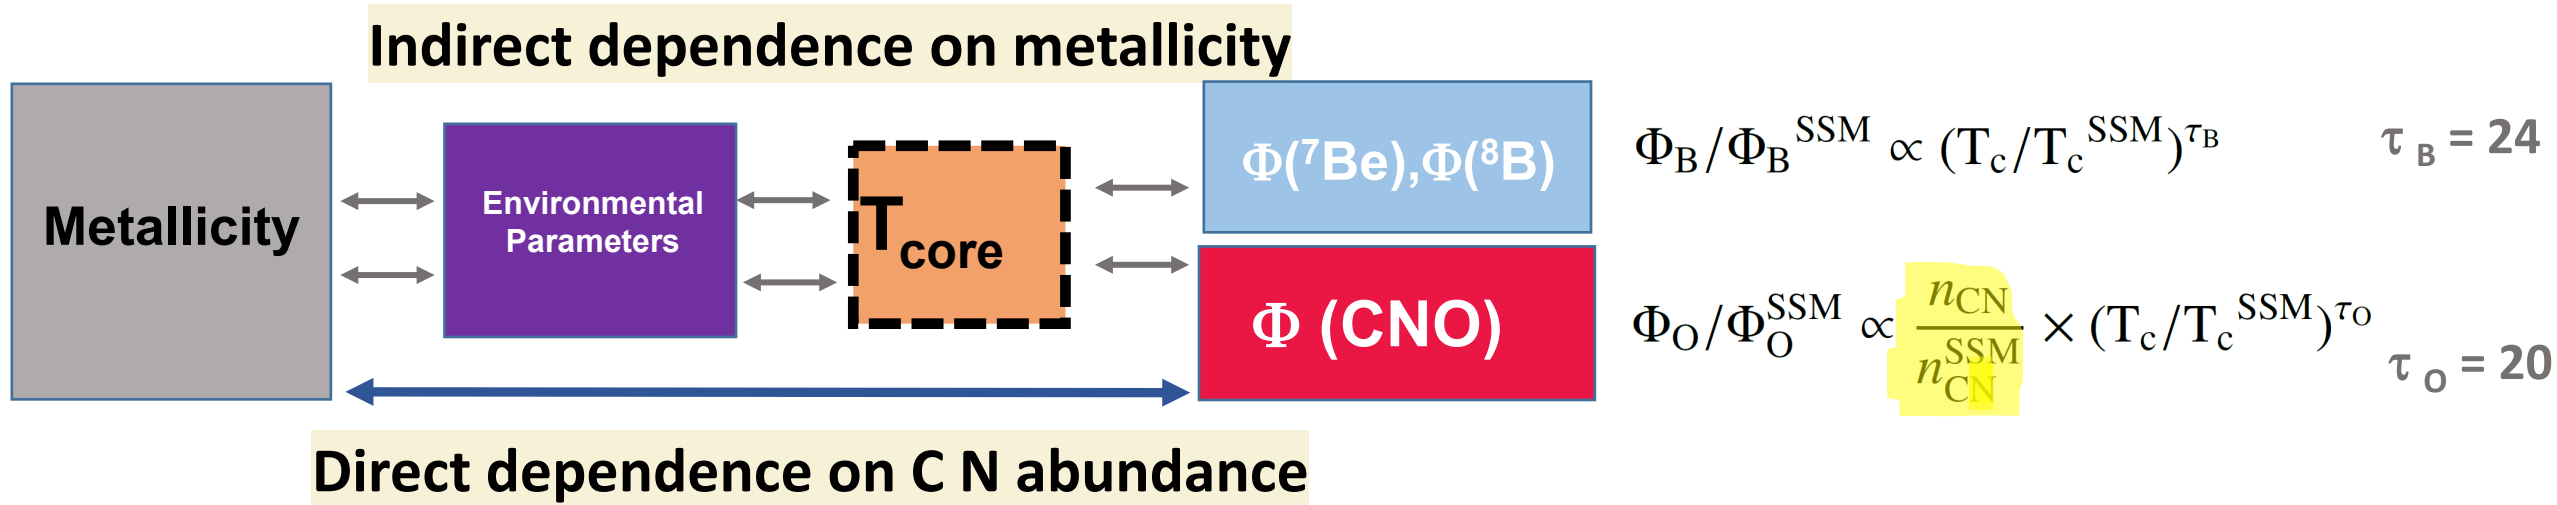 Indirect dependence on metallicity
Metallicity
Environmental
Parameters
T_core
Φ(⁷Be),Φ(⁸B)
Φ (CNO)
Φ_B/Φ_B^SSM ∝ (T_c/T_c^SSM)^τ_B
τ_B = 24
Φ_O/Φ_O^SSM ∝ n_CN/n_CN^SSM × (T_c/T_c^SSM)^τ_O
τ_O = 20
Direct dependence on C N abundance